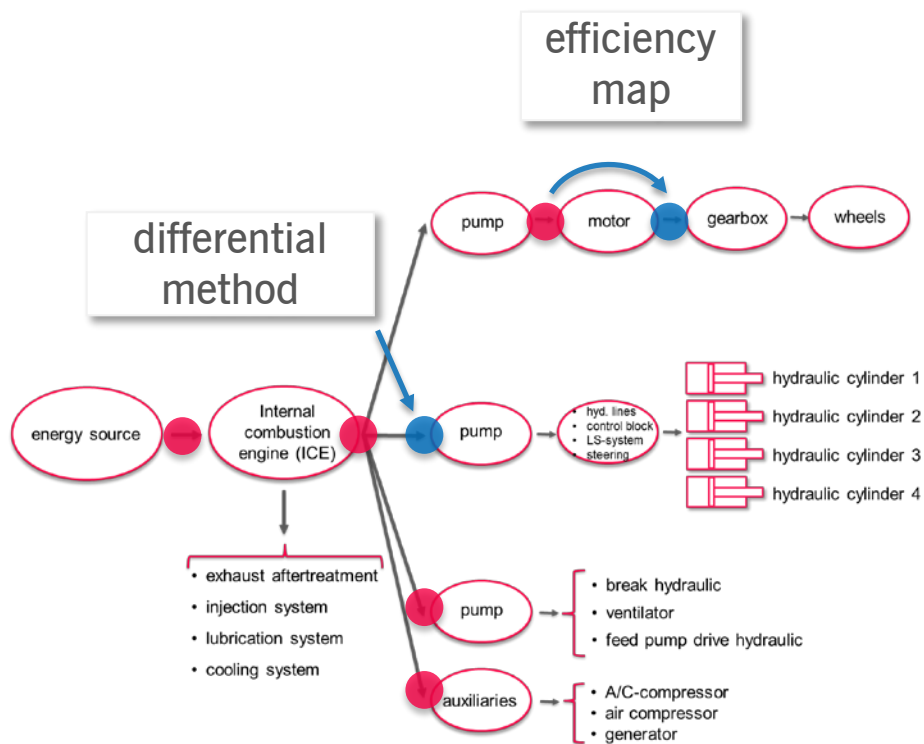 efficiency
map
differential
method
pump
motor
gearbox
wheels
energy source
Internal
combustion
engine (ICE)
pump
• hyd. lines
• control block
• LS-system
• steering
hydraulic cylinder 1
hydraulic cylinder 2
hydraulic cylinder 3
hydraulic cylinder 4
• exhaust aftertreatment
• injection system
• lubrication system
• cooling system
pump
• break hydraulic
• ventilator
• feed pump drive hydraulic
auxiliaries
• A/C-compressor
• air compressor
• generator